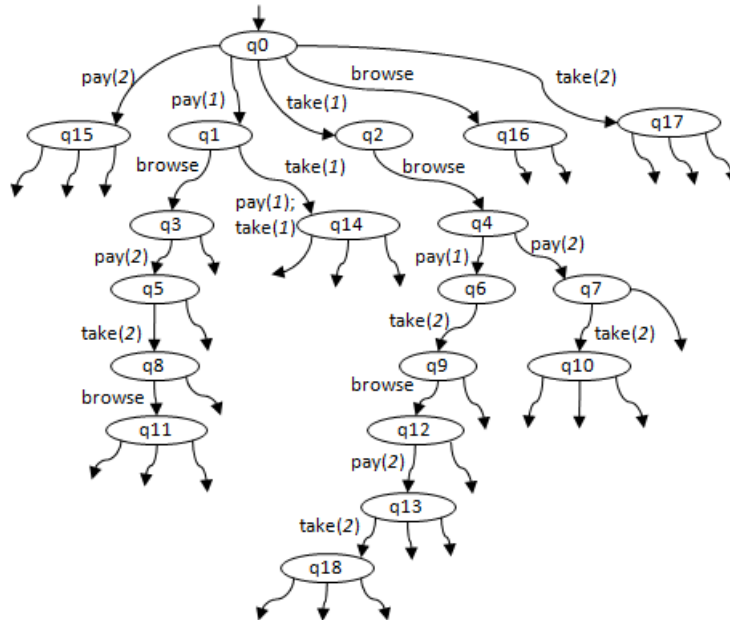 q0
pay(2)
pay(1)
take(1)
browse
take(2)
q15
q1
q2
q16
q17
browse
take(1)
browse
pay(1);
take(1)
q3
q14
q4
pay(2)
pay(1)
pay(2)
q5
q6
q7
take(2)
take(2)
take(2)
q8
q9
q10
browse
browse
q11
q12
pay(2)
q13
take(2)
q18